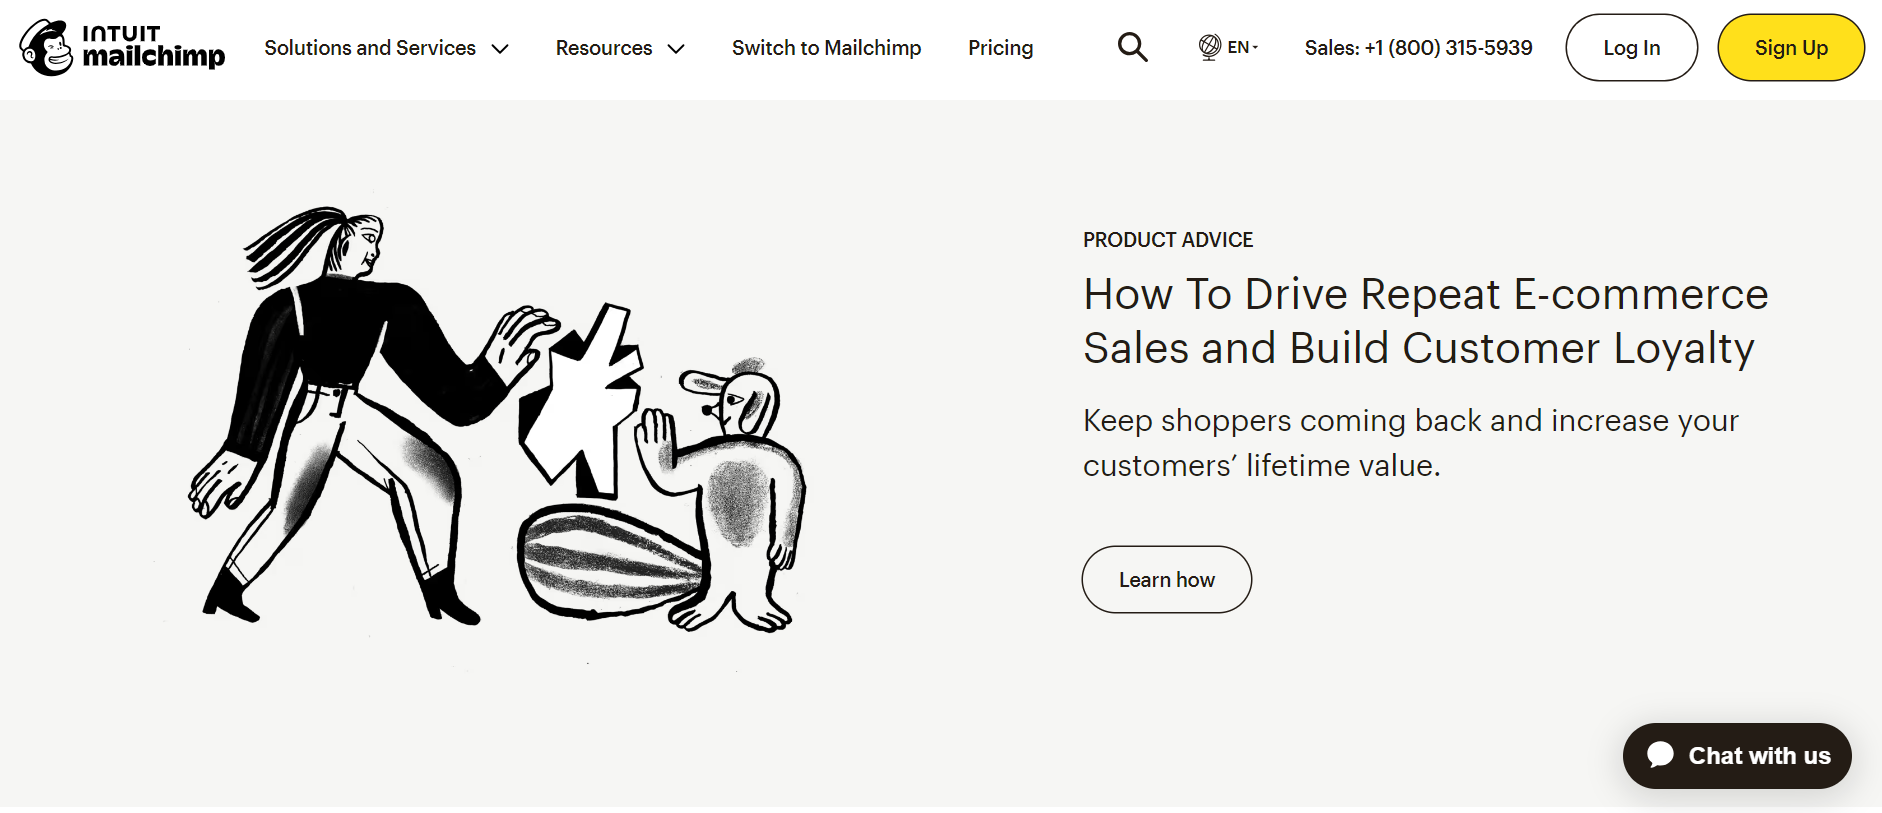 INTUIT
mailchimp
Solutions and Services
Resources
Switch to Mailchimp
Pricing
EN
Sales: +1 (800) 315-5939
Log In
Sign Up
PRODUCT ADVICE
How To Drive Repeat E-commerce
Sales and Build Customer Loyalty
Keep shoppers coming back and increase your
customers’ lifetime value.
Learn how
Chat with us